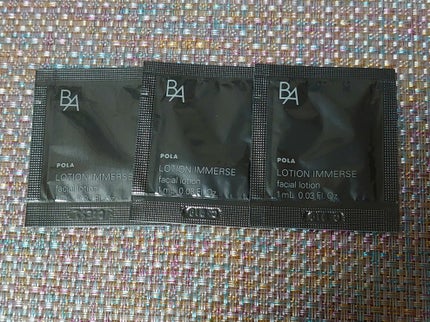 BA
POLA
LOTION IMMERSE
facial lotion
BA
POLA
LOTION IMMERSE
facial lotion
1mL 0.03 Fl. Oz
BA
POLA
LOTION IMMERSE
facial lotion
1mL 0.03 Fl. Oz